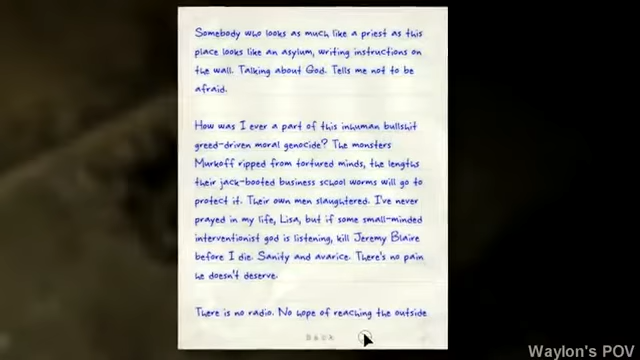 Somebody who looks as much like a priest as this
place looks like an asylum, writing instructions on
the wall. Talking about God. Tells me not to be
afraid.
How was I ever a part of this inhuman bullshit
greed-driven moral genocide? The monsters
Murkoff ripped from tortured minds, the lengths
their jack-booted business school worms will go to
protect it. Their own men slaughtered. I've never
prayed in my life, Lisa, but if some small-minded
interventionist god is listening, kill Jeremy Blaire
before I die. Sanity and avarice. There's no pain
he doesn't deserve.
There is no radio. No hope of reaching the outside
BACK
Waylon's POV